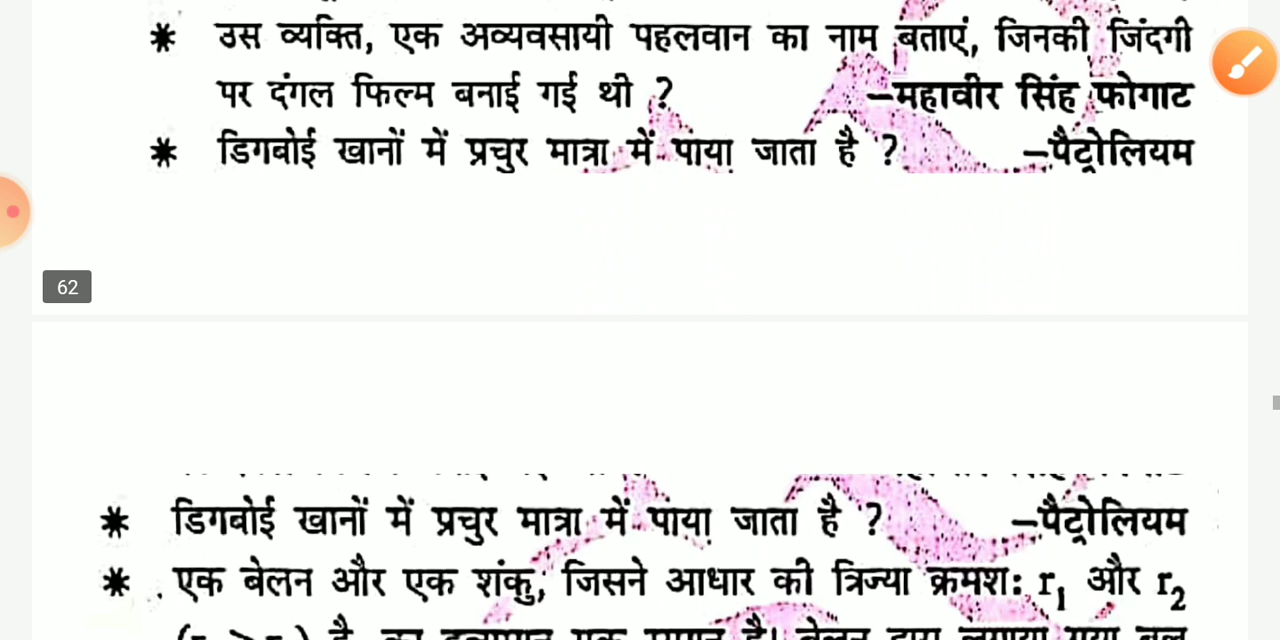 * उस व्यक्ति, एक अव्यवसायी पहलवान का नाम बताएं, जिनकी जिंदगी
पर दंगल फिल्म बनाई गई थी ? –महावीर सिंह फोगाट
* डिगबोई खानों में प्रचुर मात्रा में पाया जाता है ? –पैट्रोलियम
62
* डिगबोई खानों में प्रचुर मात्रा में पाया जाता है ? –पैट्रोलियम
* एक बेलन और एक शंकु, जिसने आधार की त्रिज्या क्रमश: r₁ और r₂